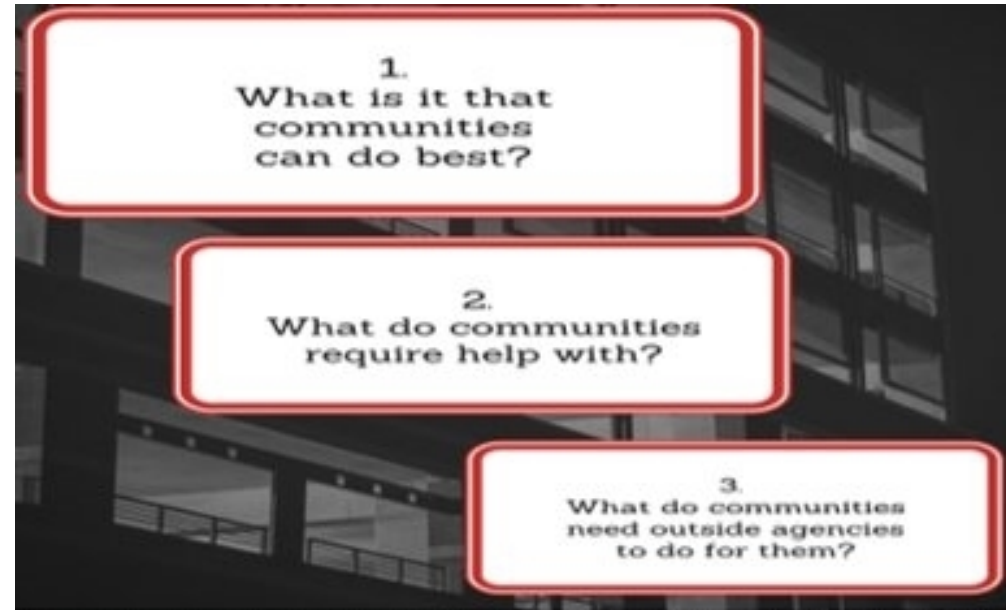 1.
What is it that
communities
can do best?
2.
What do communities
require help with?
3.
What do communities
need outside agencies
to do for them?